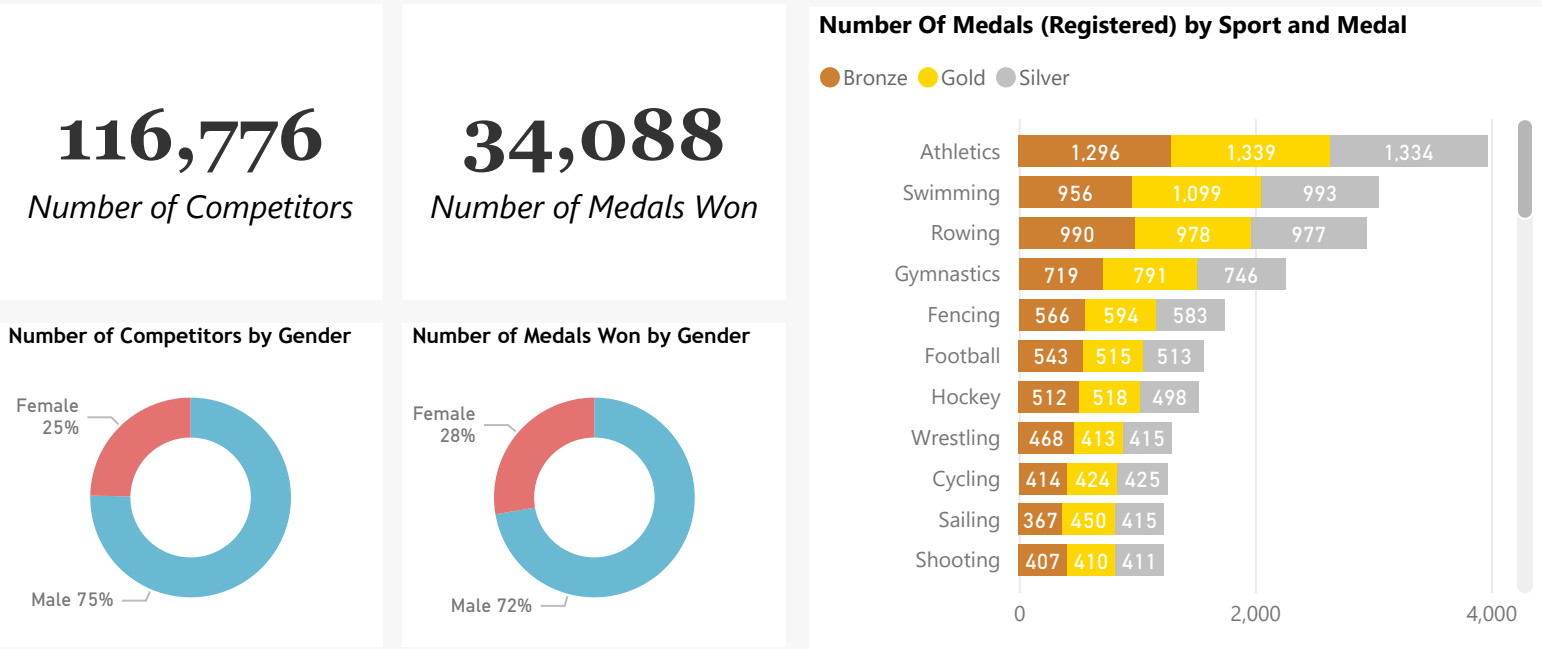 116,776
Number of Competitors
34,088
Number of Medals Won
Number of Competitors by Gender
Female
25%
Male 75%
Number of Medals Won by Gender
Female
28%
Male 72%
Number Of Medals (Registered) by Sport and Medal
Bronze Gold Silver
Athletics 1,296 1,339 1,334
Swimming 956 1,099 993
Rowing 990 978 977
Gymnastics 719 791 746
Fencing 566 594 583
Football 543 515 513
Hockey 512 518 498
Wrestling 468 413 415
Cycling 414 424 425
Sailing 367 450 415
Shooting 407 410 411
0 2,000 4,000